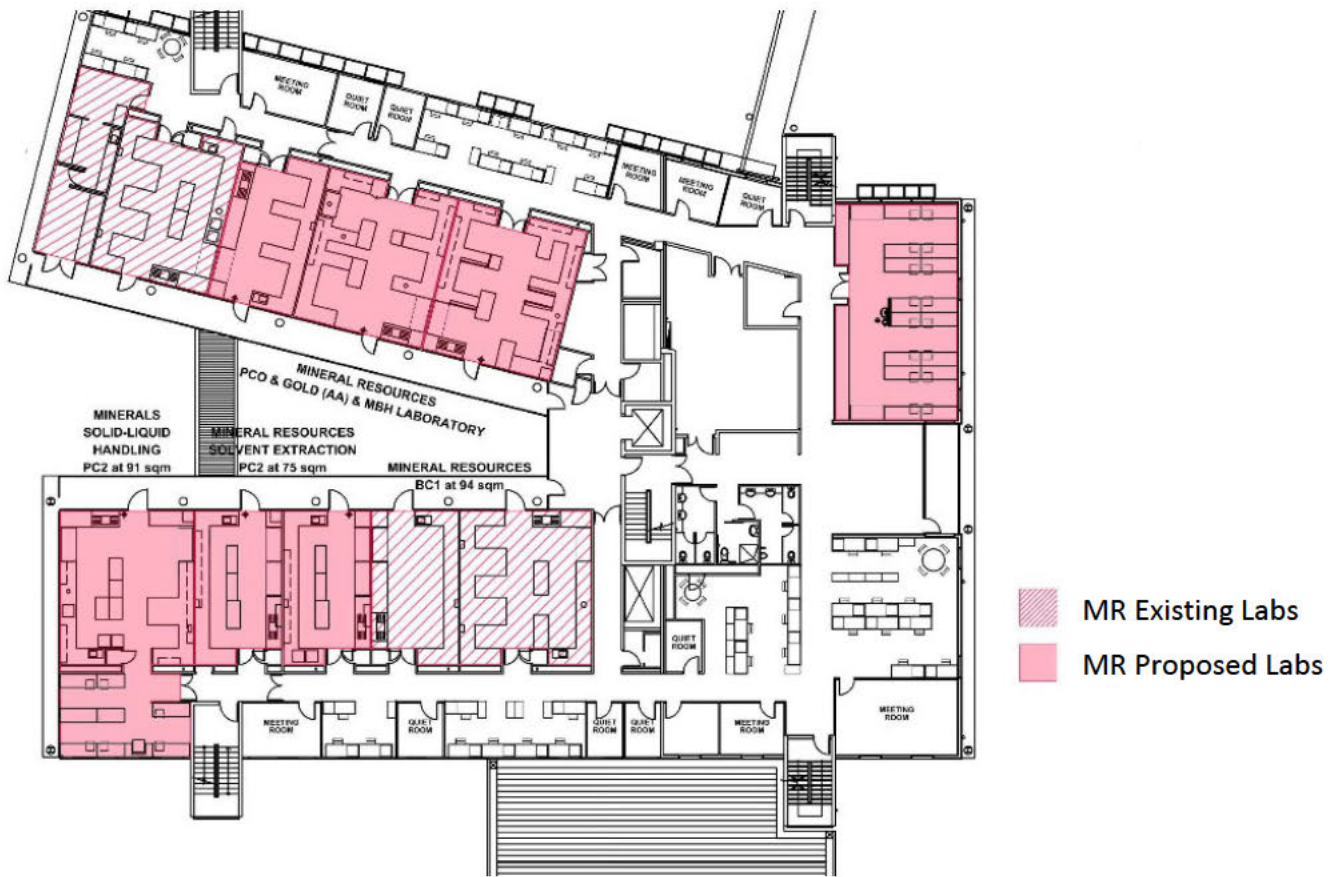 MEETING
ROOM
QUIET
ROOM
QUIET
ROOM
MEETING
ROOM
MEETING
ROOM
QUIET
ROOM
MINERAL RESOURCES
PCO & GOLD (AA) & MBH LABORATORY
MINERALS
SOLID-LIQUID
HANDLING
PC2 at 91 sqm
MINERAL RESOURCES
SOLVENT EXTRACTION
PC2 at 75 sqm
MINERAL RESOURCES
BC1 at 94 sqm
MR Existing Labs
MR Proposed Labs
QUIET
ROOM
MEETING
ROOM
QUIET
ROOM
QUIET
ROOM
QUIET
ROOM
MEETING
ROOM
MEETING
ROOM